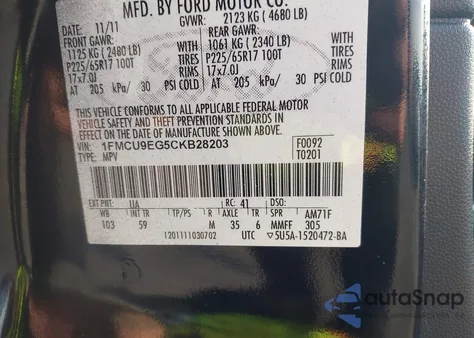 MFD. BY FORD MOTOR CO.
DATE: 11/11 GVWR: 2123 KG ( 4680 LB)
FRONT GAWR: REAR GAWR:
1125 KG ( 2480 LB) 1061 KG ( 2340 LB)
P225/65R17 100T TIRES P225/65R17 100T TIRES
17x7.0J RIMS 17x7.0J RIMS
AT 205 kPa/ 30 PSI COLD AT 205 kPa/ 30 PSI COLD
THIS VEHICLE CONFORMS TO ALL APPLICABLE FEDERAL MOTOR
VEHICLE SAFETY AND THEFT PREVENTION STANDARDS IN EFFECT ON
THE DATE OF MANUFACTURE SHOWN ABOVE.
VIN: 1FMCU9EG5CKB28203 F0092
TYPE: MPV T0201
EXT PNT: UA RC: 41 DSO:
WB INT TR TP/PS R AXLE TR SPR AM71F
103 59 M 35 6 MMFF 305
1201111030702 UTC 5U5A-1520472-BA
autoSnap